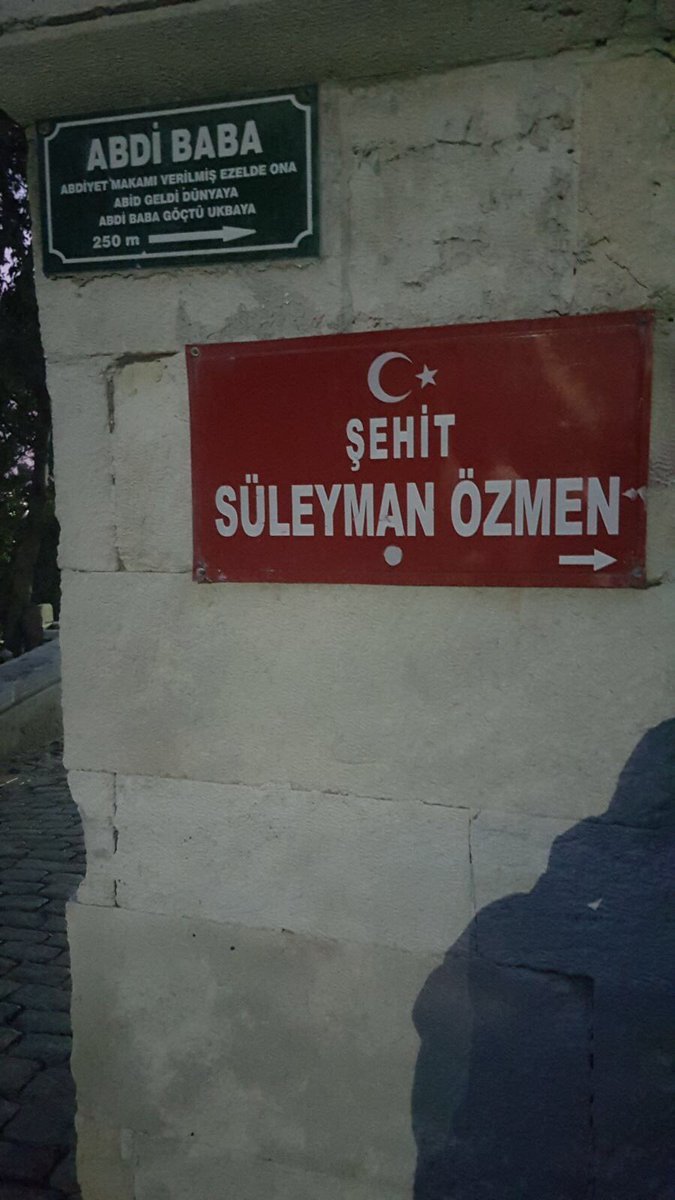 ABDİ BABA
ABDİYET MAKAMI VERİLMİŞ EZELDE ONA
ABİD GELDİ DÜNYAYA
ABDİ BABA GÖÇTÜ UKBAYA
250 m
ŞEHİT
SÜLEYMAN ÖZMEN